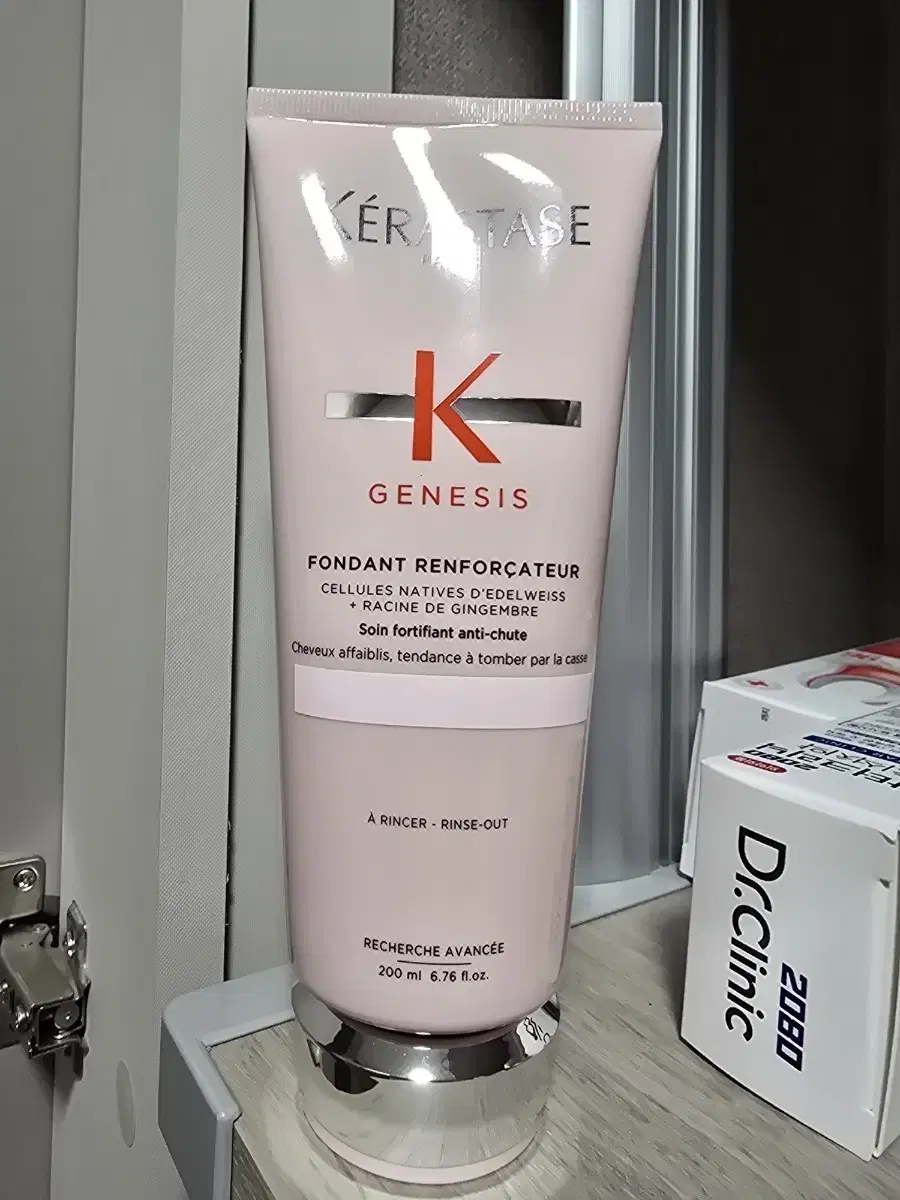 KÉRASTASE
K
GENESIS
FONDANT RENFORÇATEUR
CELLULES NATIVES D'EDELWEISS
+ RACINE DE GINGEMBRE
Soin fortifiant anti-chute
Cheveux affaiblis, tendance à tomber par la casse
À RINCER - RINSE-OUT
RECHERCHE AVANCÉE
200 ml 6.76 fl.oz.
Dr.Clinic
2080
2080